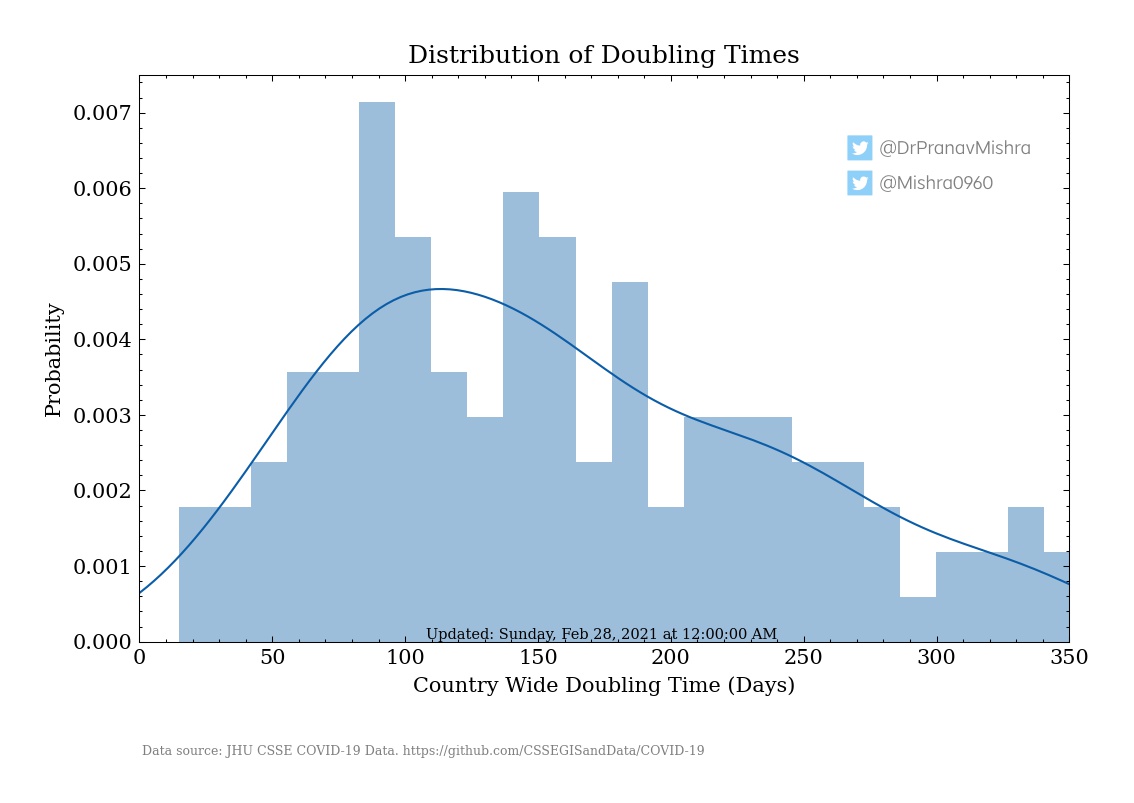 Distribution of Doubling Times
0.007
0.006
0.005
0.004
0.003
0.002
0.001
0.000
Probability
@DrPranavMishra
@Mishra0960
Updated: Sunday, Feb 28, 2021 at 12:00:00 AM
0 50 100 150 200 250 300 350
Country Wide Doubling Time (Days)
Data source: JHU CSSE COVID-19 Data. https://github.com/CSSEGISandData/COVID-19